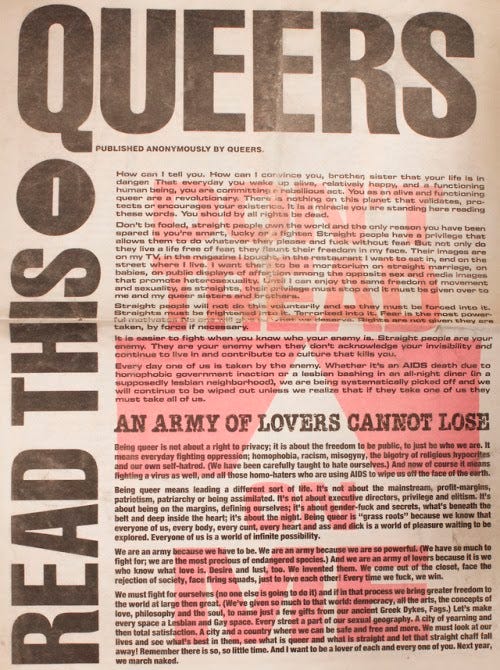 QUEERS
READ THIS
PUBLISHED ANONYMOUSLY BY QUEERS.
How can I tell you. How can I convince you, brother, sister that your life is in
danger. That everyday you wake up alive, relatively happy, and a functioning
human being, you are committing a rebellious act. You as an alive and functioning
queer are a revolutionary. There is nothing on this planet that validates, pro-
tects or encourages your existence. It is a miracle you are standing here reading
these words. You should by all rights be dead.
Don't be fooled, straight people own the world and the only reason you have been
spared is you're smart, lucky or a fighter. Straight people have a privilege that
allows them to do whatever they please and fuck without fear. But not only do
they live a life free of fear; they flaunt their freedom in my face. Their images are
on my TV, in the magazine I bought, in the restaurant I want to eat in, and on the
street where I live. I want there to be a moratorium on straight marriage, on
babies, on public displays of affection among the opposite sex and media images
that promote heterosexuality. Until I can enjoy the same freedom of movement
and sexuality, as straights, their privilege must stop and it must be given over to
me and my queer sisters and brothers.
Straight people will not do this voluntarily and so they must be forced into it.
Straights must be frightened into it. Terrorized into it. Fear is the most power-
ful motivator. No one will give us what we deserve. Rights are not given they are
taken, by force if necessary.
It is easier to fight when you know who your enemy is. Straight people are your
enemy. They are your enemy when they don't acknowledge your invisibility and
continue to live in and contribute to a culture that kills you.
Every day one of us is taken by the enemy. Whether it's an AIDS death due to
homophobic government inaction or a lesbian bashing in an all-night diner (in a
supposedly lesbian neighborhood), we are being systematically picked off and we
will continue to be wiped out unless we realize that if they take one of us they
must take all of us.
AN ARMY OF LOVERS CANNOT LOSE
Being queer is not about a right to privacy; it is about the freedom to be public, to just be who we are. It
means everyday fighting oppression; homophobia, racism, misogyny, the bigotry of religious hypocrites
and our own self-hatred. (We have been carefully taught to hate ourselves.) And now of course it means
fighting a virus as well, and all those homo-haters who are using AIDS to wipe us off the face of the earth.
Being queer means leading a different sort of life. It's not about the mainstream, profit-margins,
patriotism, patriarchy or being assimilated. It's not about executive directors, privilege and elitism. It's
about being on the margins, defining ourselves; it's about gender-fuck and secrets, what's beneath the
belt and deep inside the heart; it's about the night. Being queer is "grass roots" because we know that
everyone of us, every body, every cunt, every heart and ass and dick is a world of pleasure waiting to be
explored. Everyone of us is a world of infinite possibility.
We are an army because we have to be. We are an army because we are so powerful. (We have so much to
fight for; we are the most precious of endangered species.) And we are an army of lovers because it is we
who know what love is. Desire and lust, too. We invented them. We come out of the closet, face the
rejection of society, face firing squads, just to love each other! Every time we fuck, we win.
We must fight for ourselves (no one else is going to do it) and if in that process we bring greater freedom to
the world at large then great. (We've given so much to that world: democracy, all the arts, the concepts of
love, philosophy and the soul, to name just a few gifts from our ancient Greek Dykes, Fags.) Let's make
every space a Lesbian and Gay space. Every street a part of our sexual geography. A city of yearning and
then total satisfaction. A city and a country where we can be safe and free and more. We must look at our
lives and see what's best in them, see what is queer and what is straight and let that straight chaff fall
away! Remember there is so, so little time. And I want to be a lover of each and everyone of you. Next year,
we march naked.